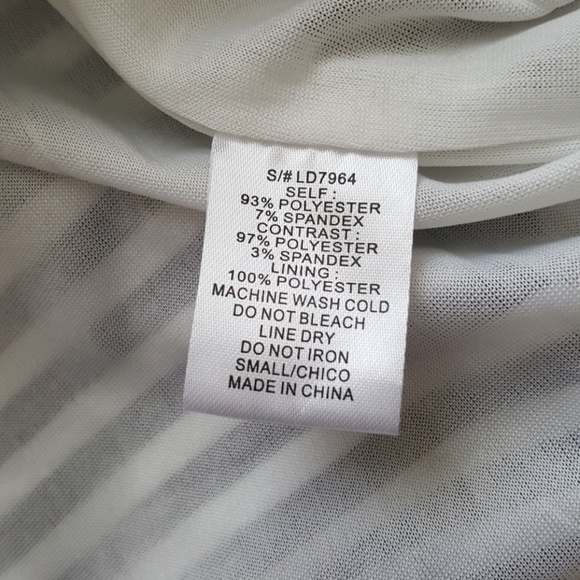 S/# LD7964
SELF :
93% POLYESTER
7% SPANDEX
CONTRAST :
97% POLYESTER
3% SPANDEX
LINING :
100% POLYESTER
MACHINE WASH COLD
DO NOT BLEACH
LINE DRY
DO NOT IRON
SMALL/CHICO
MADE IN CHINA